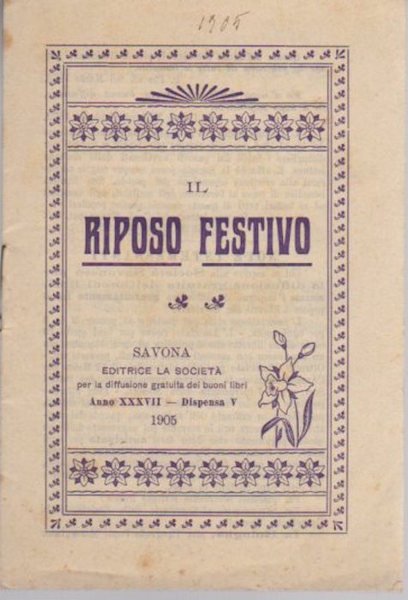 1905
IL
RIPOSO FESTIVO
SAVONA
EDITRICE LA SOCIETÀ
per la diffusione gratuita dei buoni libri
Anno XXXVII — Dispensa V
1905